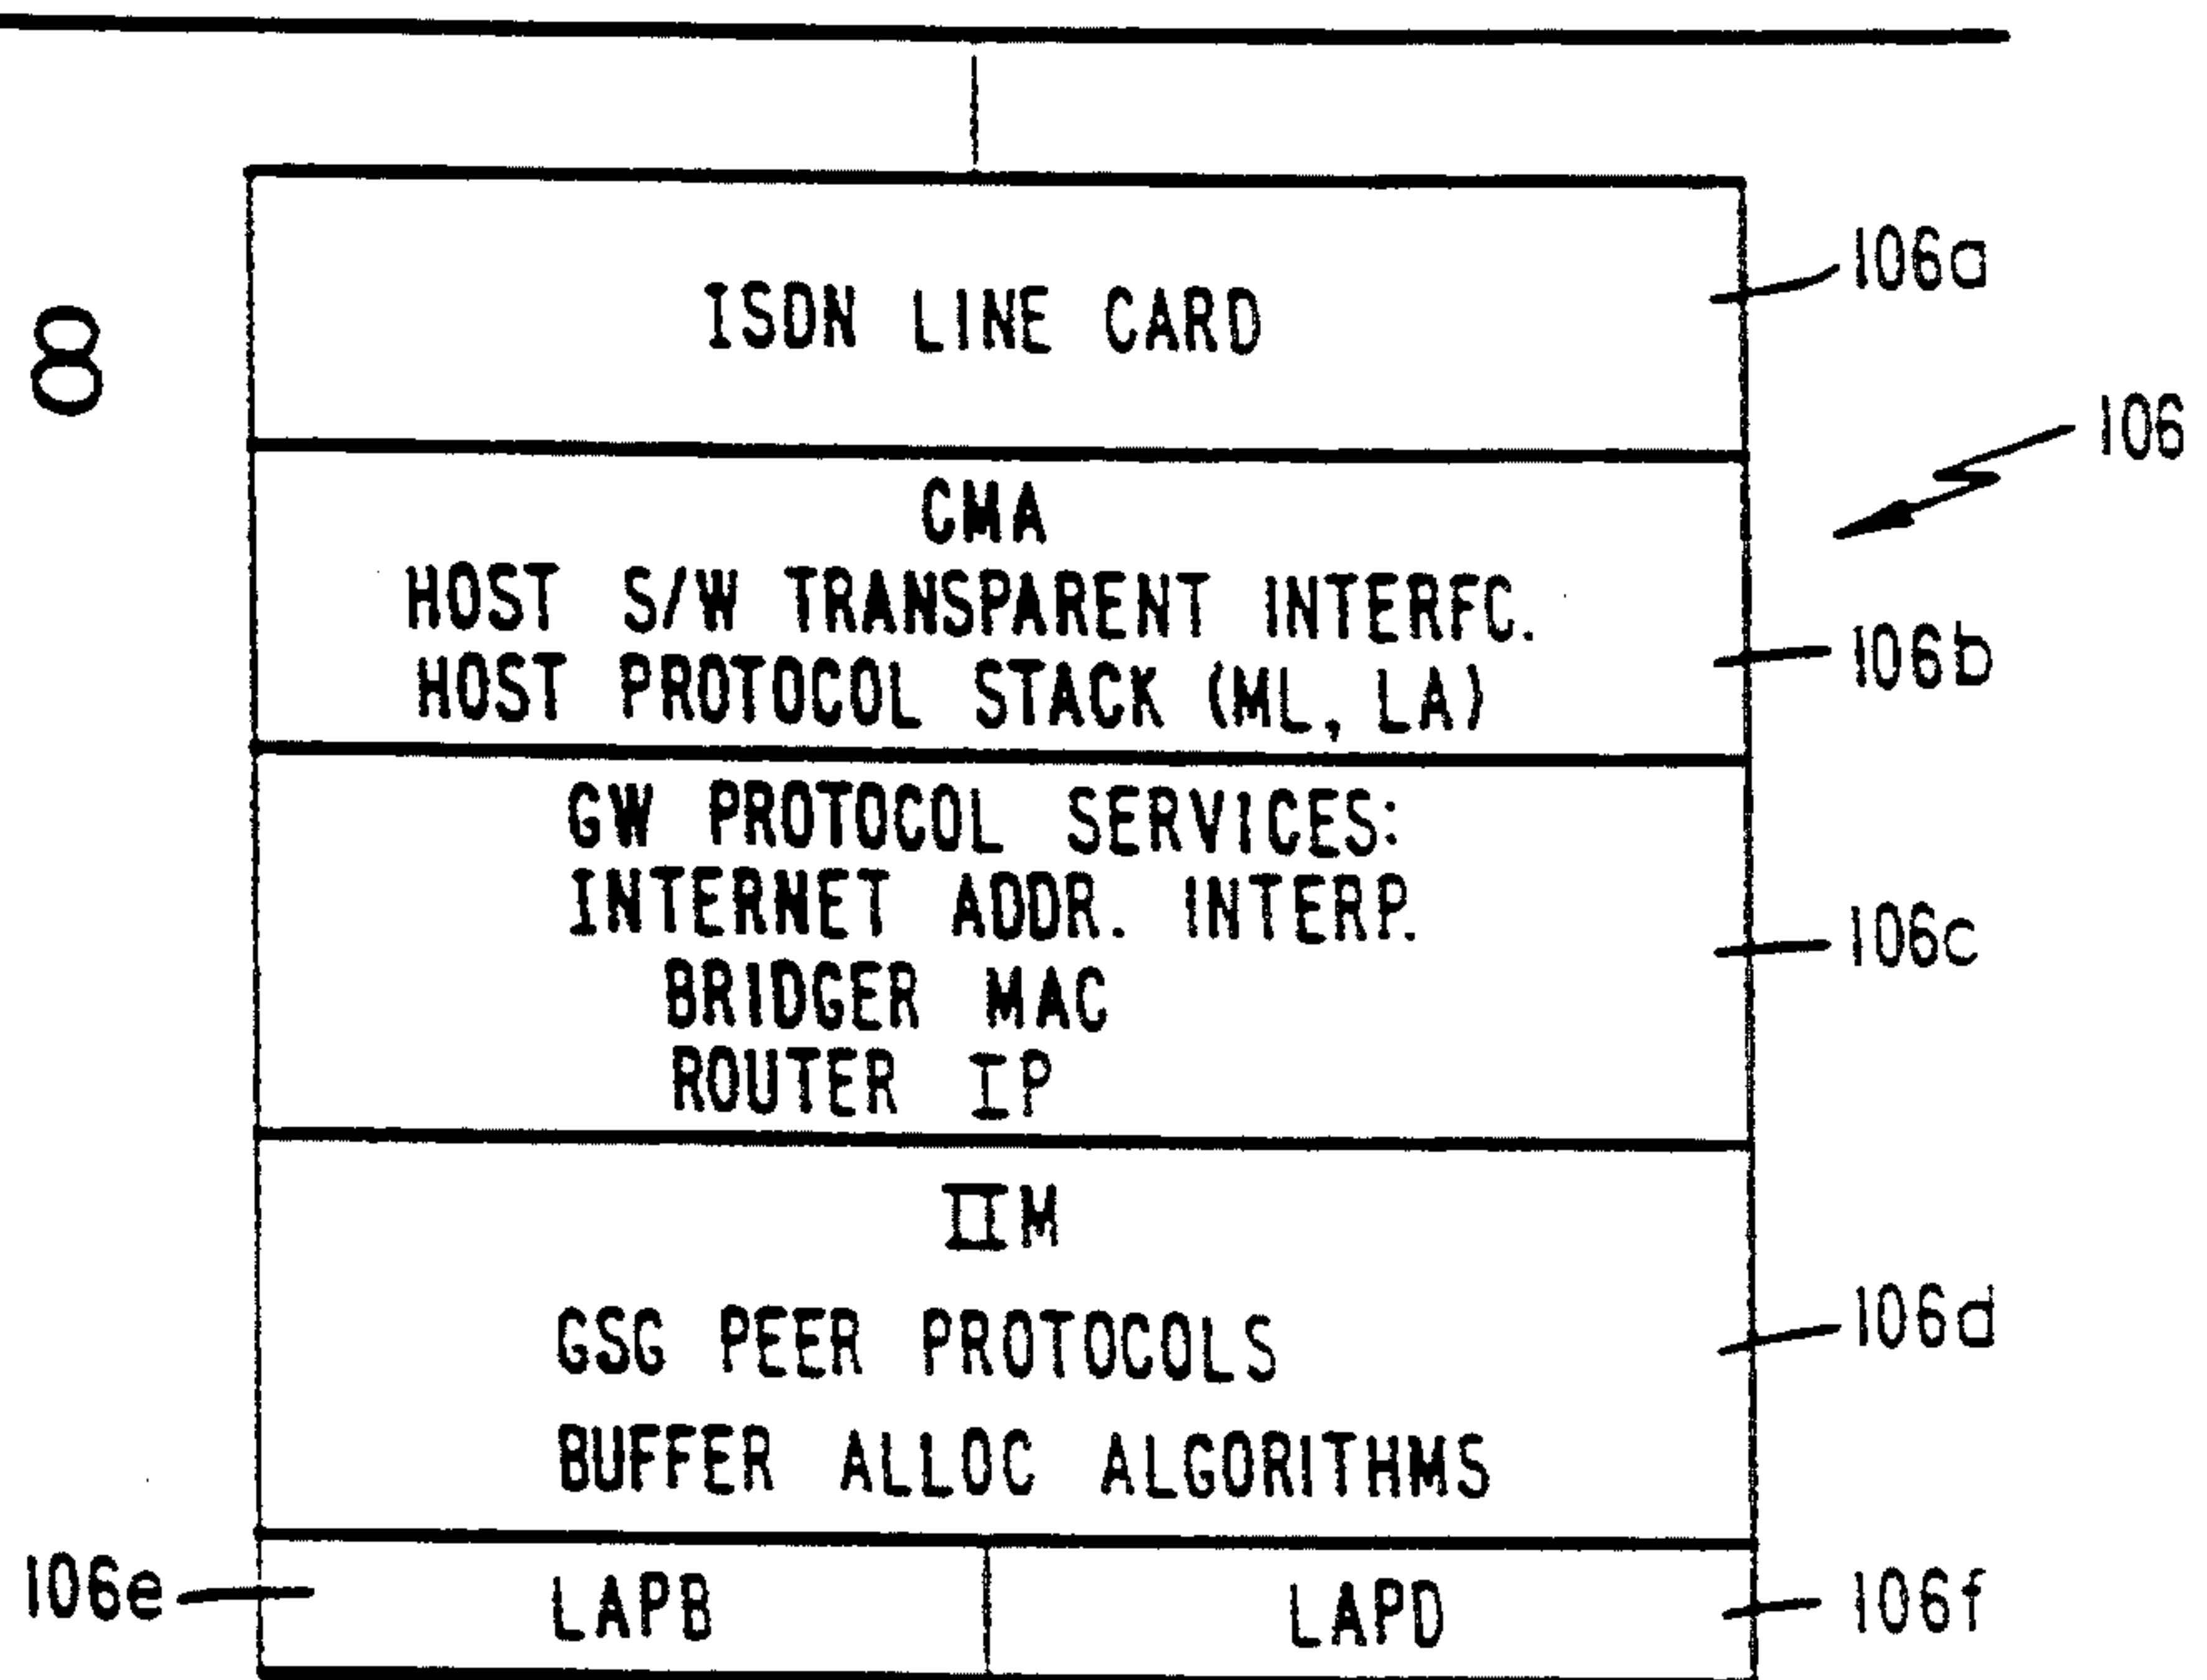 ISDN LINE CARD
106a
8
106
CMA
HOST S/W TRANSPARENT INTERFC.
HOST PROTOCOL STACK (ML, LA)
106b
GW PROTOCOL SERVICES:
INTERNET ADDR. INTERP.
BRIDGER MAC
ROUTER IP
106c
IIM
GSG PEER PROTOCOLS
BUFFER ALLOC ALGORITHMS
106d
106e
LAPB
LAPD
106f